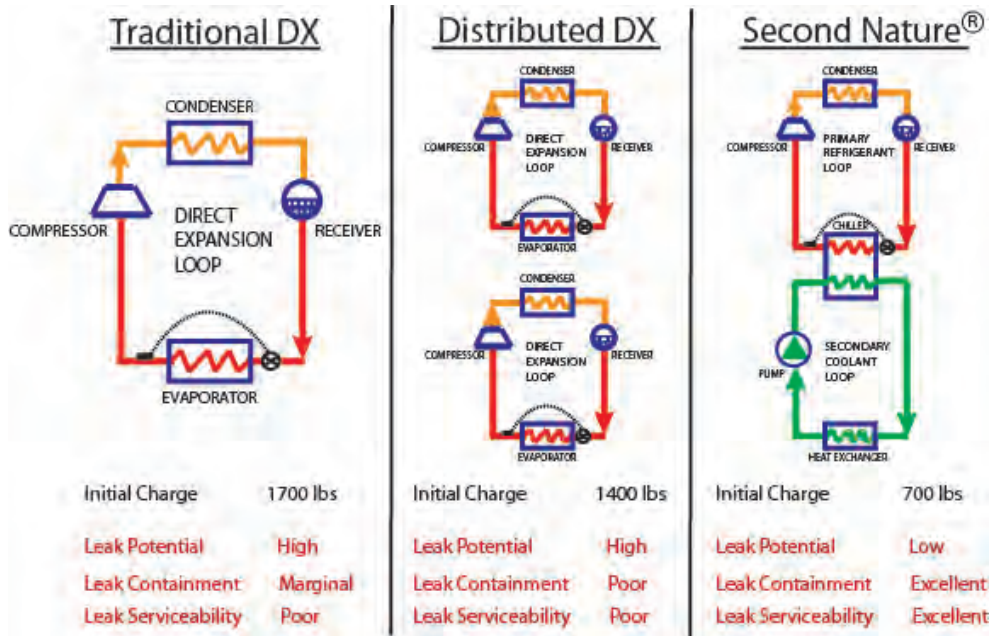 Traditional DX
CONDENSER
COMPRESSOR
DIRECT
EXPANSION
LOOP
RECEIVER
EVAPORATOR
Initial Charge 1700 lbs
Leak Potential High
Leak Containment Marginal
Leak Serviceability Poor
Distributed DX
CONDENSER
COMPRESSOR
DIRECT
EXPANSION
LOOP
RECEIVER
EVAPORATOR
CONDENSER
COMPRESSOR
DIRECT
EXPANSION
LOOP
RECEIVER
EVAPORATOR
Initial Charge 1400 lbs
Leak Potential High
Leak Containment Poor
Leak Serviceability Poor
Second Nature®
CONDENSER
COMPRESSOR
PRIMARY
REFRIGERANT
LOOP
RECEIVER
CHILLER
PUMP
SECONDARY
COOLANT
LOOP
HEAT EXCHANGER
Initial Charge 700 lbs
Leak Potential Low
Leak Containment Excellent
Leak Serviceability Excellent